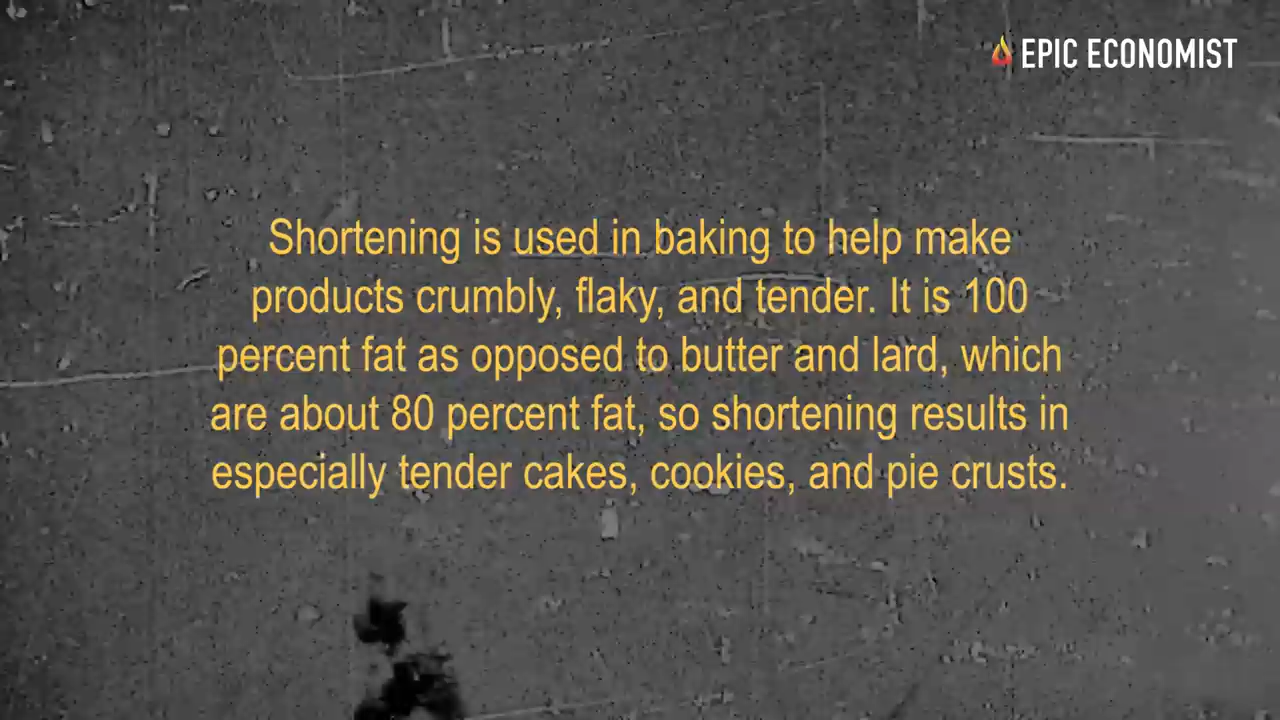 EPIC ECONOMIST
Shortening is used in baking to help make
products crumbly, flaky, and tender. It is 100
percent fat as opposed to butter and lard, which
are about 80 percent fat, so shortening results in
especially tender cakes, cookies, and pie crusts.